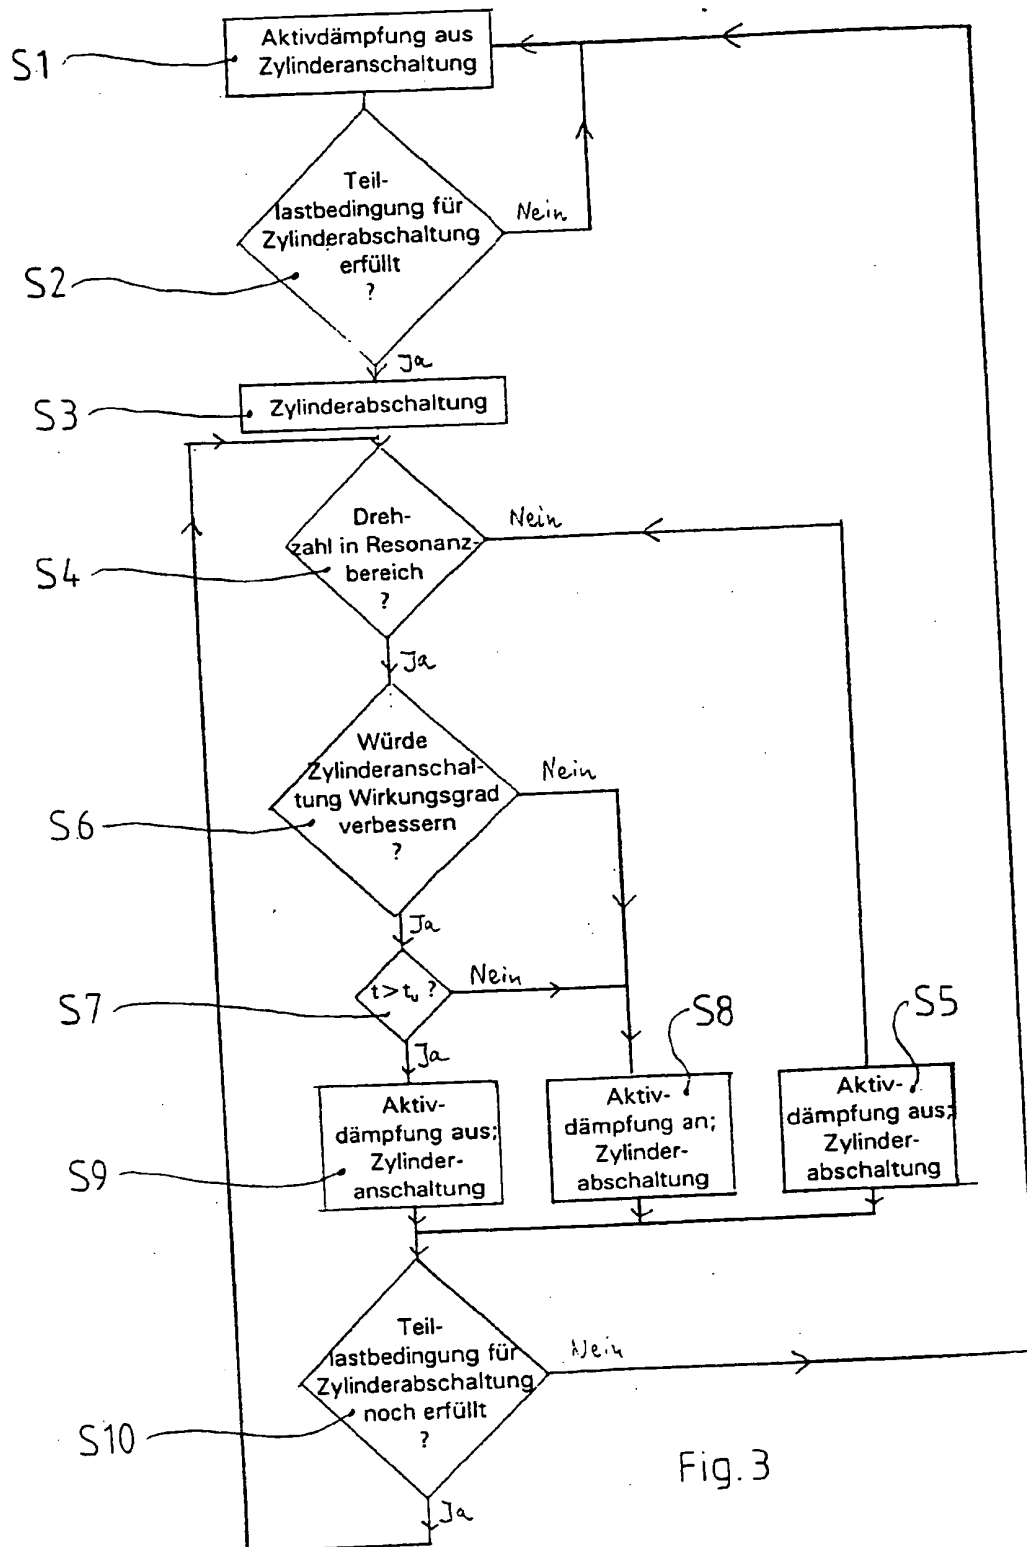 S1
Aktivdämpfung aus
Zylinderanschaltung
Teil-
lastbedingung für
Zylinderabschaltung
erfüllt
?
Nein
S2
Ja
S3
Zylinderabschaltung
Dreh-
zahl in Resonanz-
bereich
?
Nein
S4
Ja
Würde
Zylinderanschal-
tung Wirkungsgrad
verbessern
?
Nein
S6
Ja
t>tᵥ ?
Nein
S7
Ja
S8
S5
Aktiv-
dämpfung aus;
Zylinder-
anschaltung
S9
Aktiv-
dämpfung an;
Zylinder-
abschaltung
Aktiv-
dämpfung aus;
Zylinder-
abschaltung
Teil-
lastbedingung für
Zylinderabschaltung
noch erfüllt
?
Nein
S10
Ja
Fig. 3